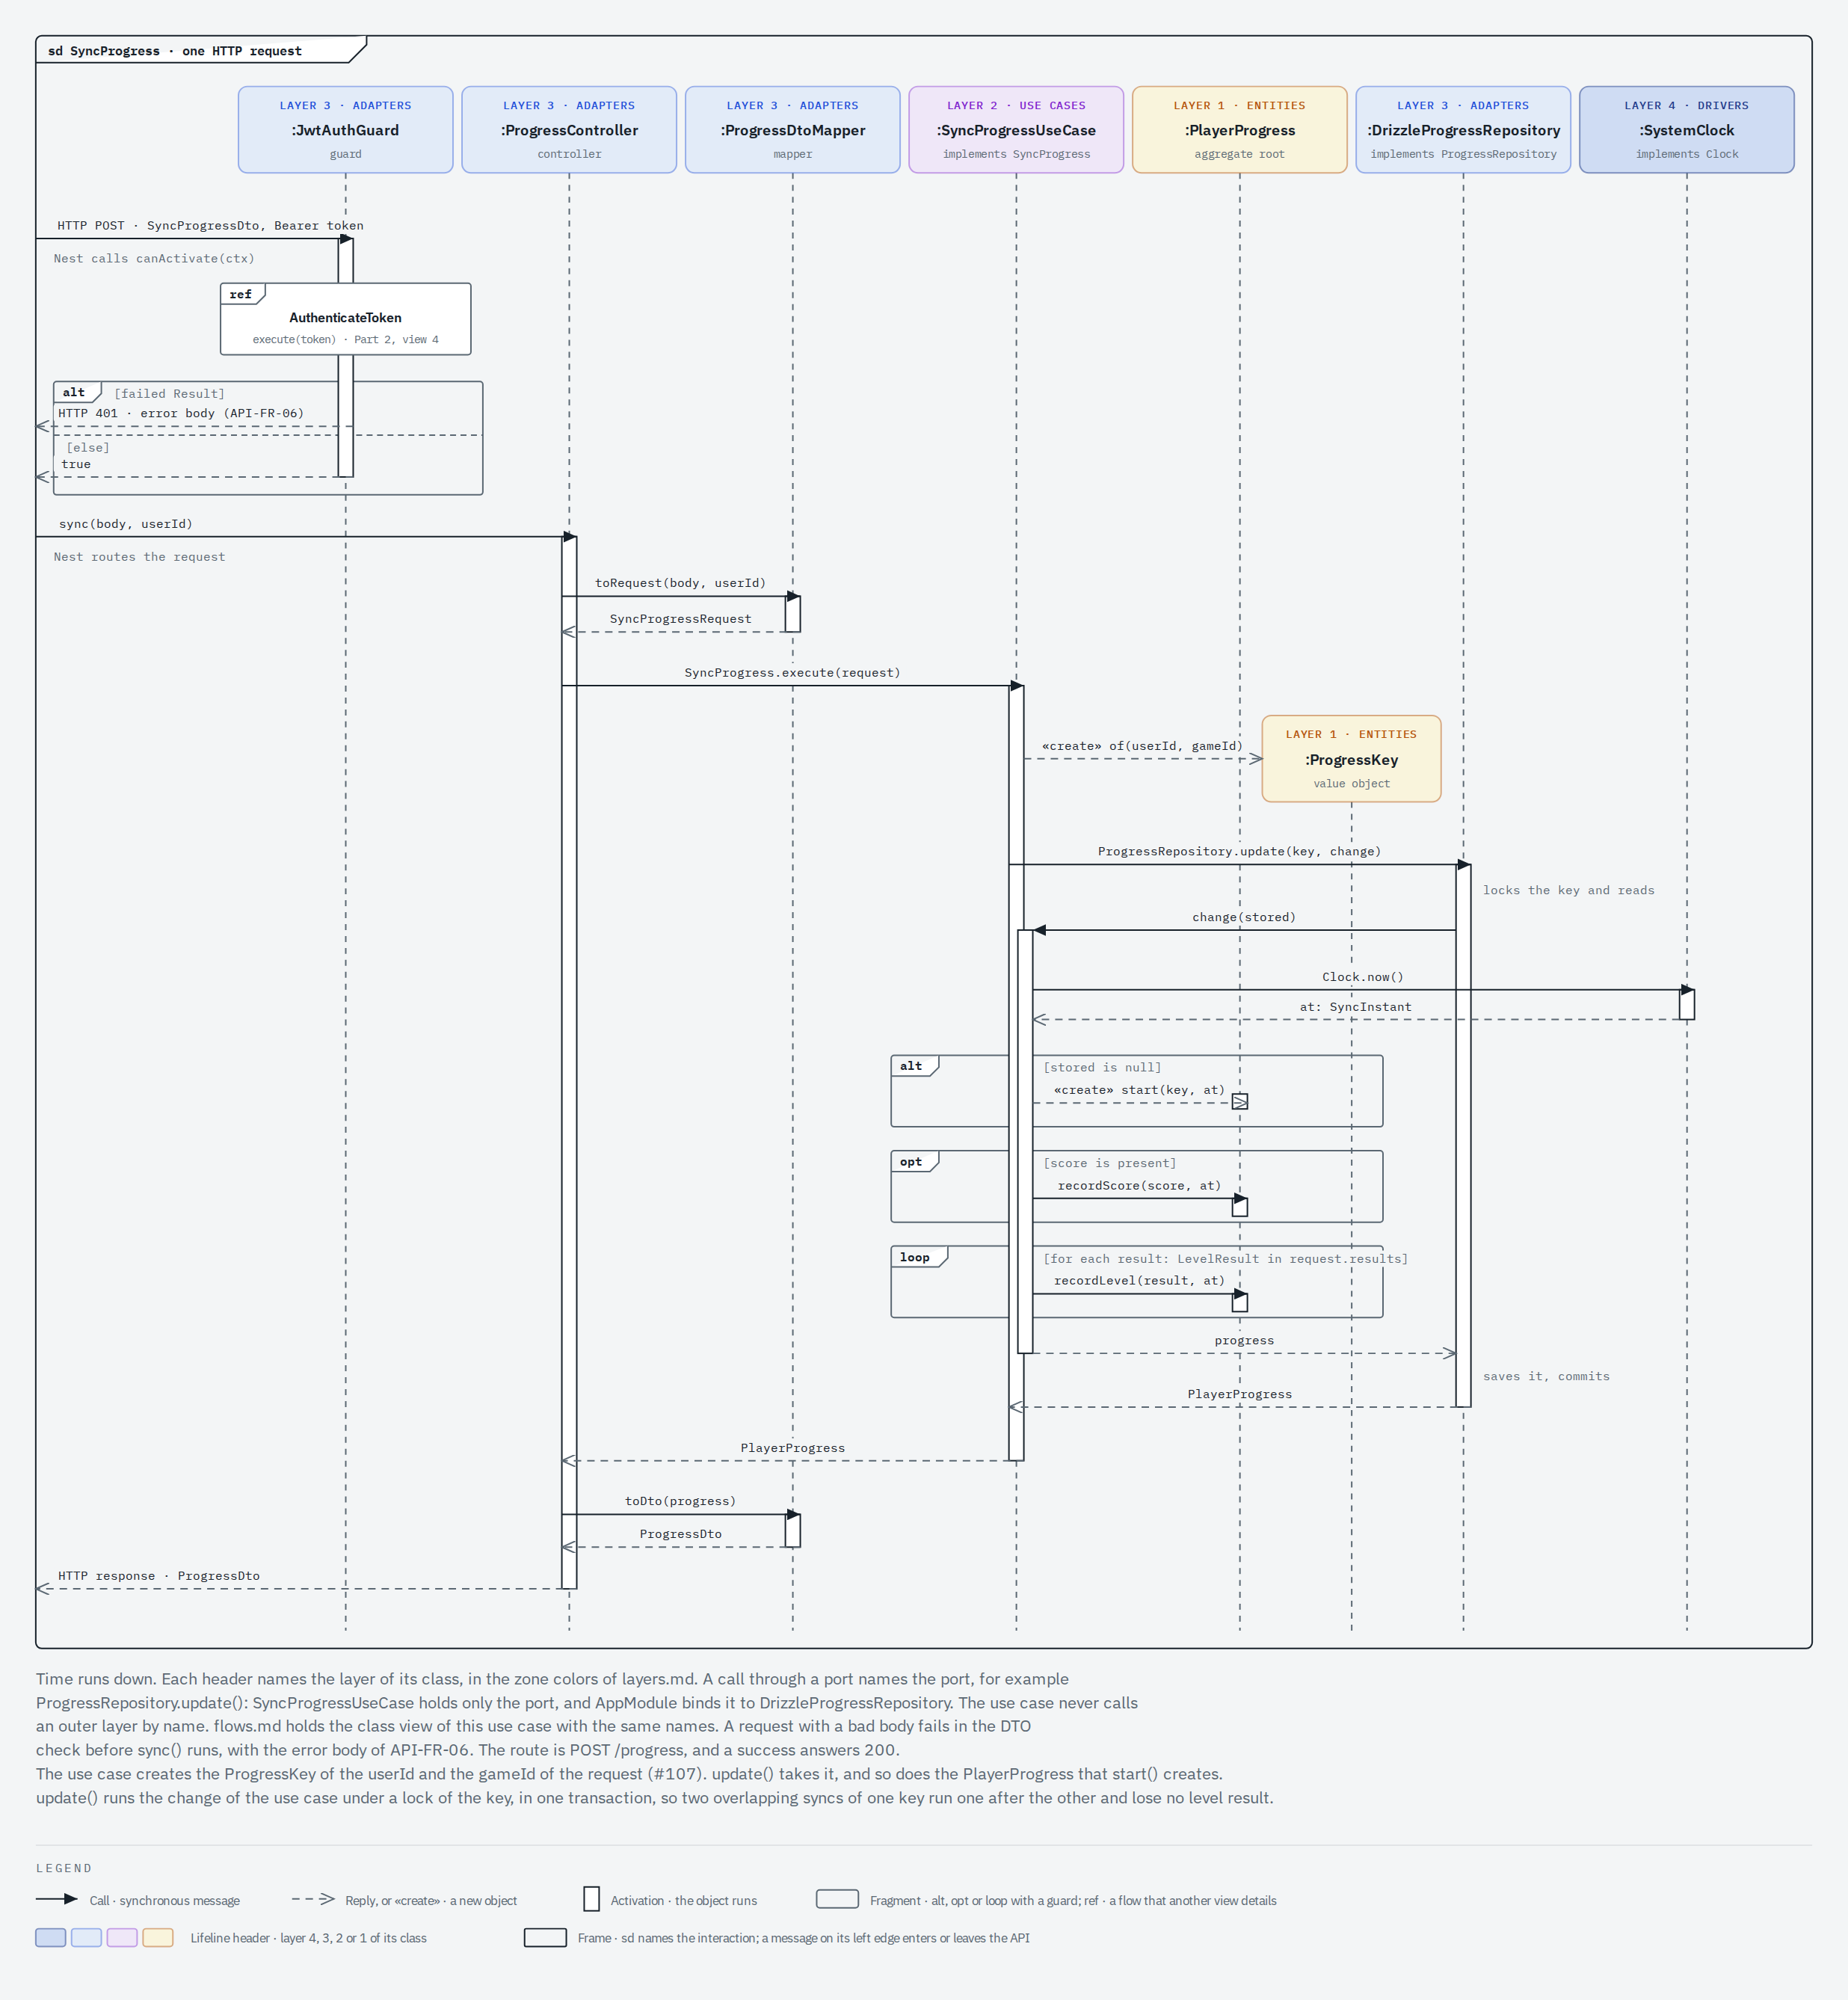 sd SyncProgress · one HTTP request
LAYER 3 · ADAPTERS
:JwtAuthGuard
guard
LAYER 3 · ADAPTERS
:ProgressController
controller
LAYER 3 · ADAPTERS
:ProgressDtoMapper
mapper
LAYER 2 · USE CASES
:SyncProgressUseCase
implements SyncProgress
LAYER 1 · ENTITIES
:PlayerProgress
aggregate root
LAYER 3 · ADAPTERS
:DrizzleProgressRepository
implements ProgressRepository
LAYER 4 · DRIVERS
:SystemClock
implements Clock
HTTP POST · SyncProgressDto, Bearer token
Nest calls canActivate(ctx)
ref
AuthenticateToken
execute(token) · Part 2, view 4
alt
[failed Result]
HTTP 401 · error body (API-FR-06)
[else]
true
sync(body, userId)
Nest routes the request
toRequest(body, userId)
SyncProgressRequest
SyncProgress.execute(request)
«create» of(userId, gameId)
LAYER 1 · ENTITIES
:ProgressKey
value object
ProgressRepository.update(key, change)
locks the key and reads
change(stored)
Clock.now()
at: SyncInstant
alt
[stored is null]
«create» start(key, at)
opt
[score is present]
recordScore(score, at)
loop
[for each result: LevelResult in request.results]
recordLevel(result, at)
progress
saves it, commits
PlayerProgress
PlayerProgress
toDto(progress)
ProgressDto
HTTP response · ProgressDto
Time runs down. Each header names the layer of its class, in the zone colors of layers.md. A call through a port names the port, for example
ProgressRepository.update(): SyncProgressUseCase holds only the port, and AppModule binds it to DrizzleProgressRepository. The use case never calls
an outer layer by name. flows.md holds the class view of this use case with the same names. A request with a bad body fails in the DTO
check before sync() runs, with the error body of API-FR-06. The route is POST /progress, and a success answers 200.
The use case creates the ProgressKey of the userId and the gameId of the request (#107). update() takes it, and so does the PlayerProgress that start() creates.
update() runs the change of the use case under a lock of the key, in one transaction, so two overlapping syncs of one key run one after the other and lose no level result.
LEGEND
Call · synchronous message
Reply, or «create» · a new object
Activation · the object runs
Fragment · alt, opt or loop with a guard; ref · a flow that another view details
Lifeline header · layer 4, 3, 2 or 1 of its class
Frame · sd names the interaction; a message on its left edge enters or leaves the API